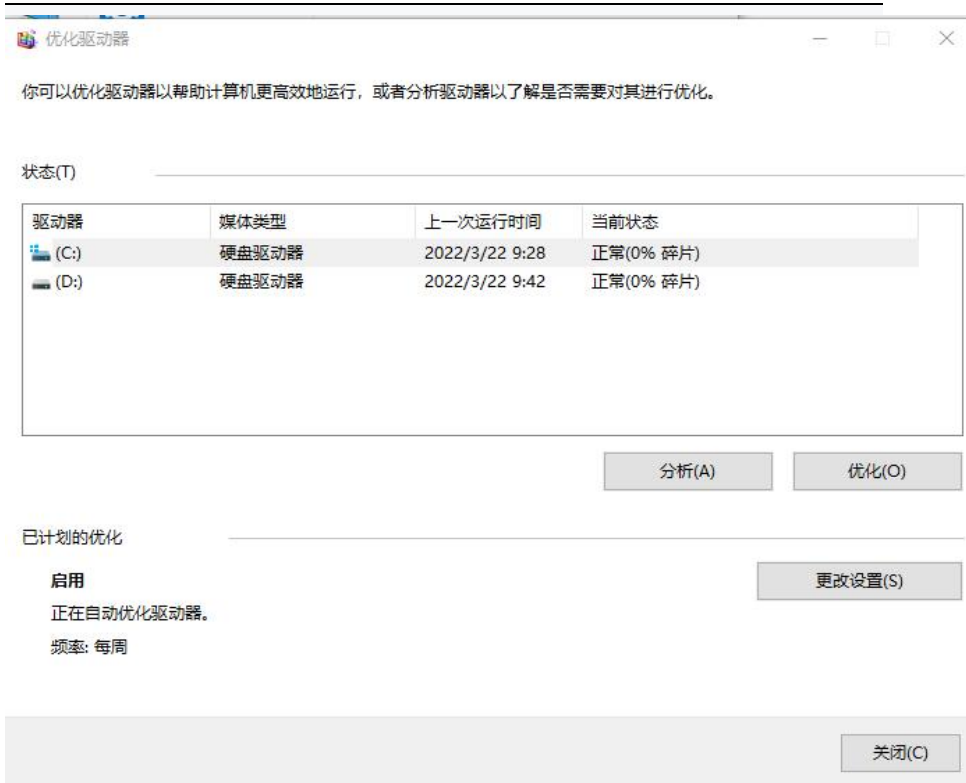 优化驱动器
你可以优化驱动器以帮助计算机更高效地运行，或者分析驱动器以了解是否需要对其进行优化。
状态(T)
驱动器 媒体类型 上一次运行时间 当前状态
(C:) 硬盘驱动器 2022/3/22 9:28 正常(0% 碎片)
(D:) 硬盘驱动器 2022/3/22 9:42 正常(0% 碎片)
分析(A) 优化(O)
已计划的优化
启用 更改设置(S)
正在自动优化驱动器。
频率: 每周
关闭(C)